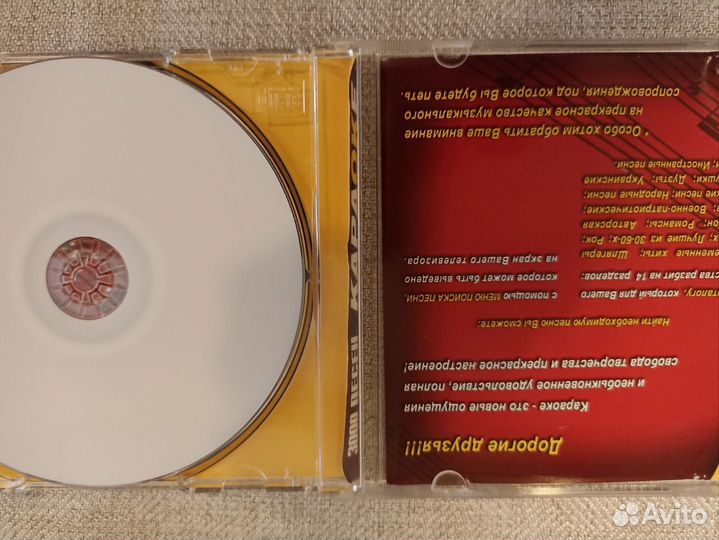 Дорогие друзья!!!
Караоке - это новые ощущения
и необыкновенное удовольствие, полная
свобода творчества и прекрасное настроение!
Найти необходимую песню Вы сможете:
который для Вашего
разбит на 14 разделов:
хиты; Шлягеры
Лучшие из 30-60-х; Рок;
Романсы; Авторская
Военно-патриотические;
песни; Народные песни;
Дуэты; Украинские
Иностранные песни.
с помощью МЕНЮ ПОИСКА ПЕСНИ,
которое может быть выведено
на экран Вашего телевизора.
* Особо хотим обратить Ваше внимание
на прекрасное качество музыкального
сопровождения, под которое Вы будете петь.
3000 ПЕСЕН КАРАОКЕ
Avito